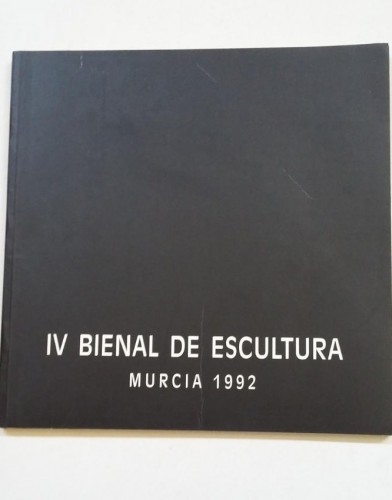 IV BIENAL DE ESCULTURA
MURCIA 1992